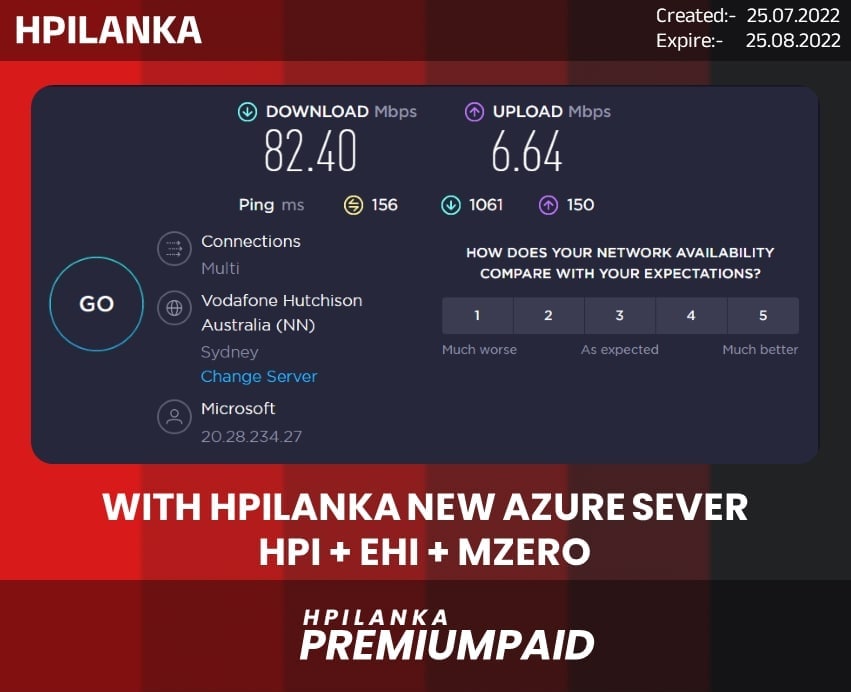 HPILANKA
Created:- 25.07.2022
Expire:- 25.08.2022
DOWNLOAD Mbps
82.40
UPLOAD Mbps
6.64
Ping ms 156 1061 150
GO
Connections
Multi
Vodafone Hutchison
Australia (NN)
Sydney
Change Server
Microsoft
20.28.234.27
HOW DOES YOUR NETWORK AVAILABILITY
COMPARE WITH YOUR EXPECTATIONS?
1 2 3 4 5
Much worse As expected Much better
WITH HPILANKA NEW AZURE SEVER
HPI + EHI + MZERO
HPILANKA
PREMIUMPAID